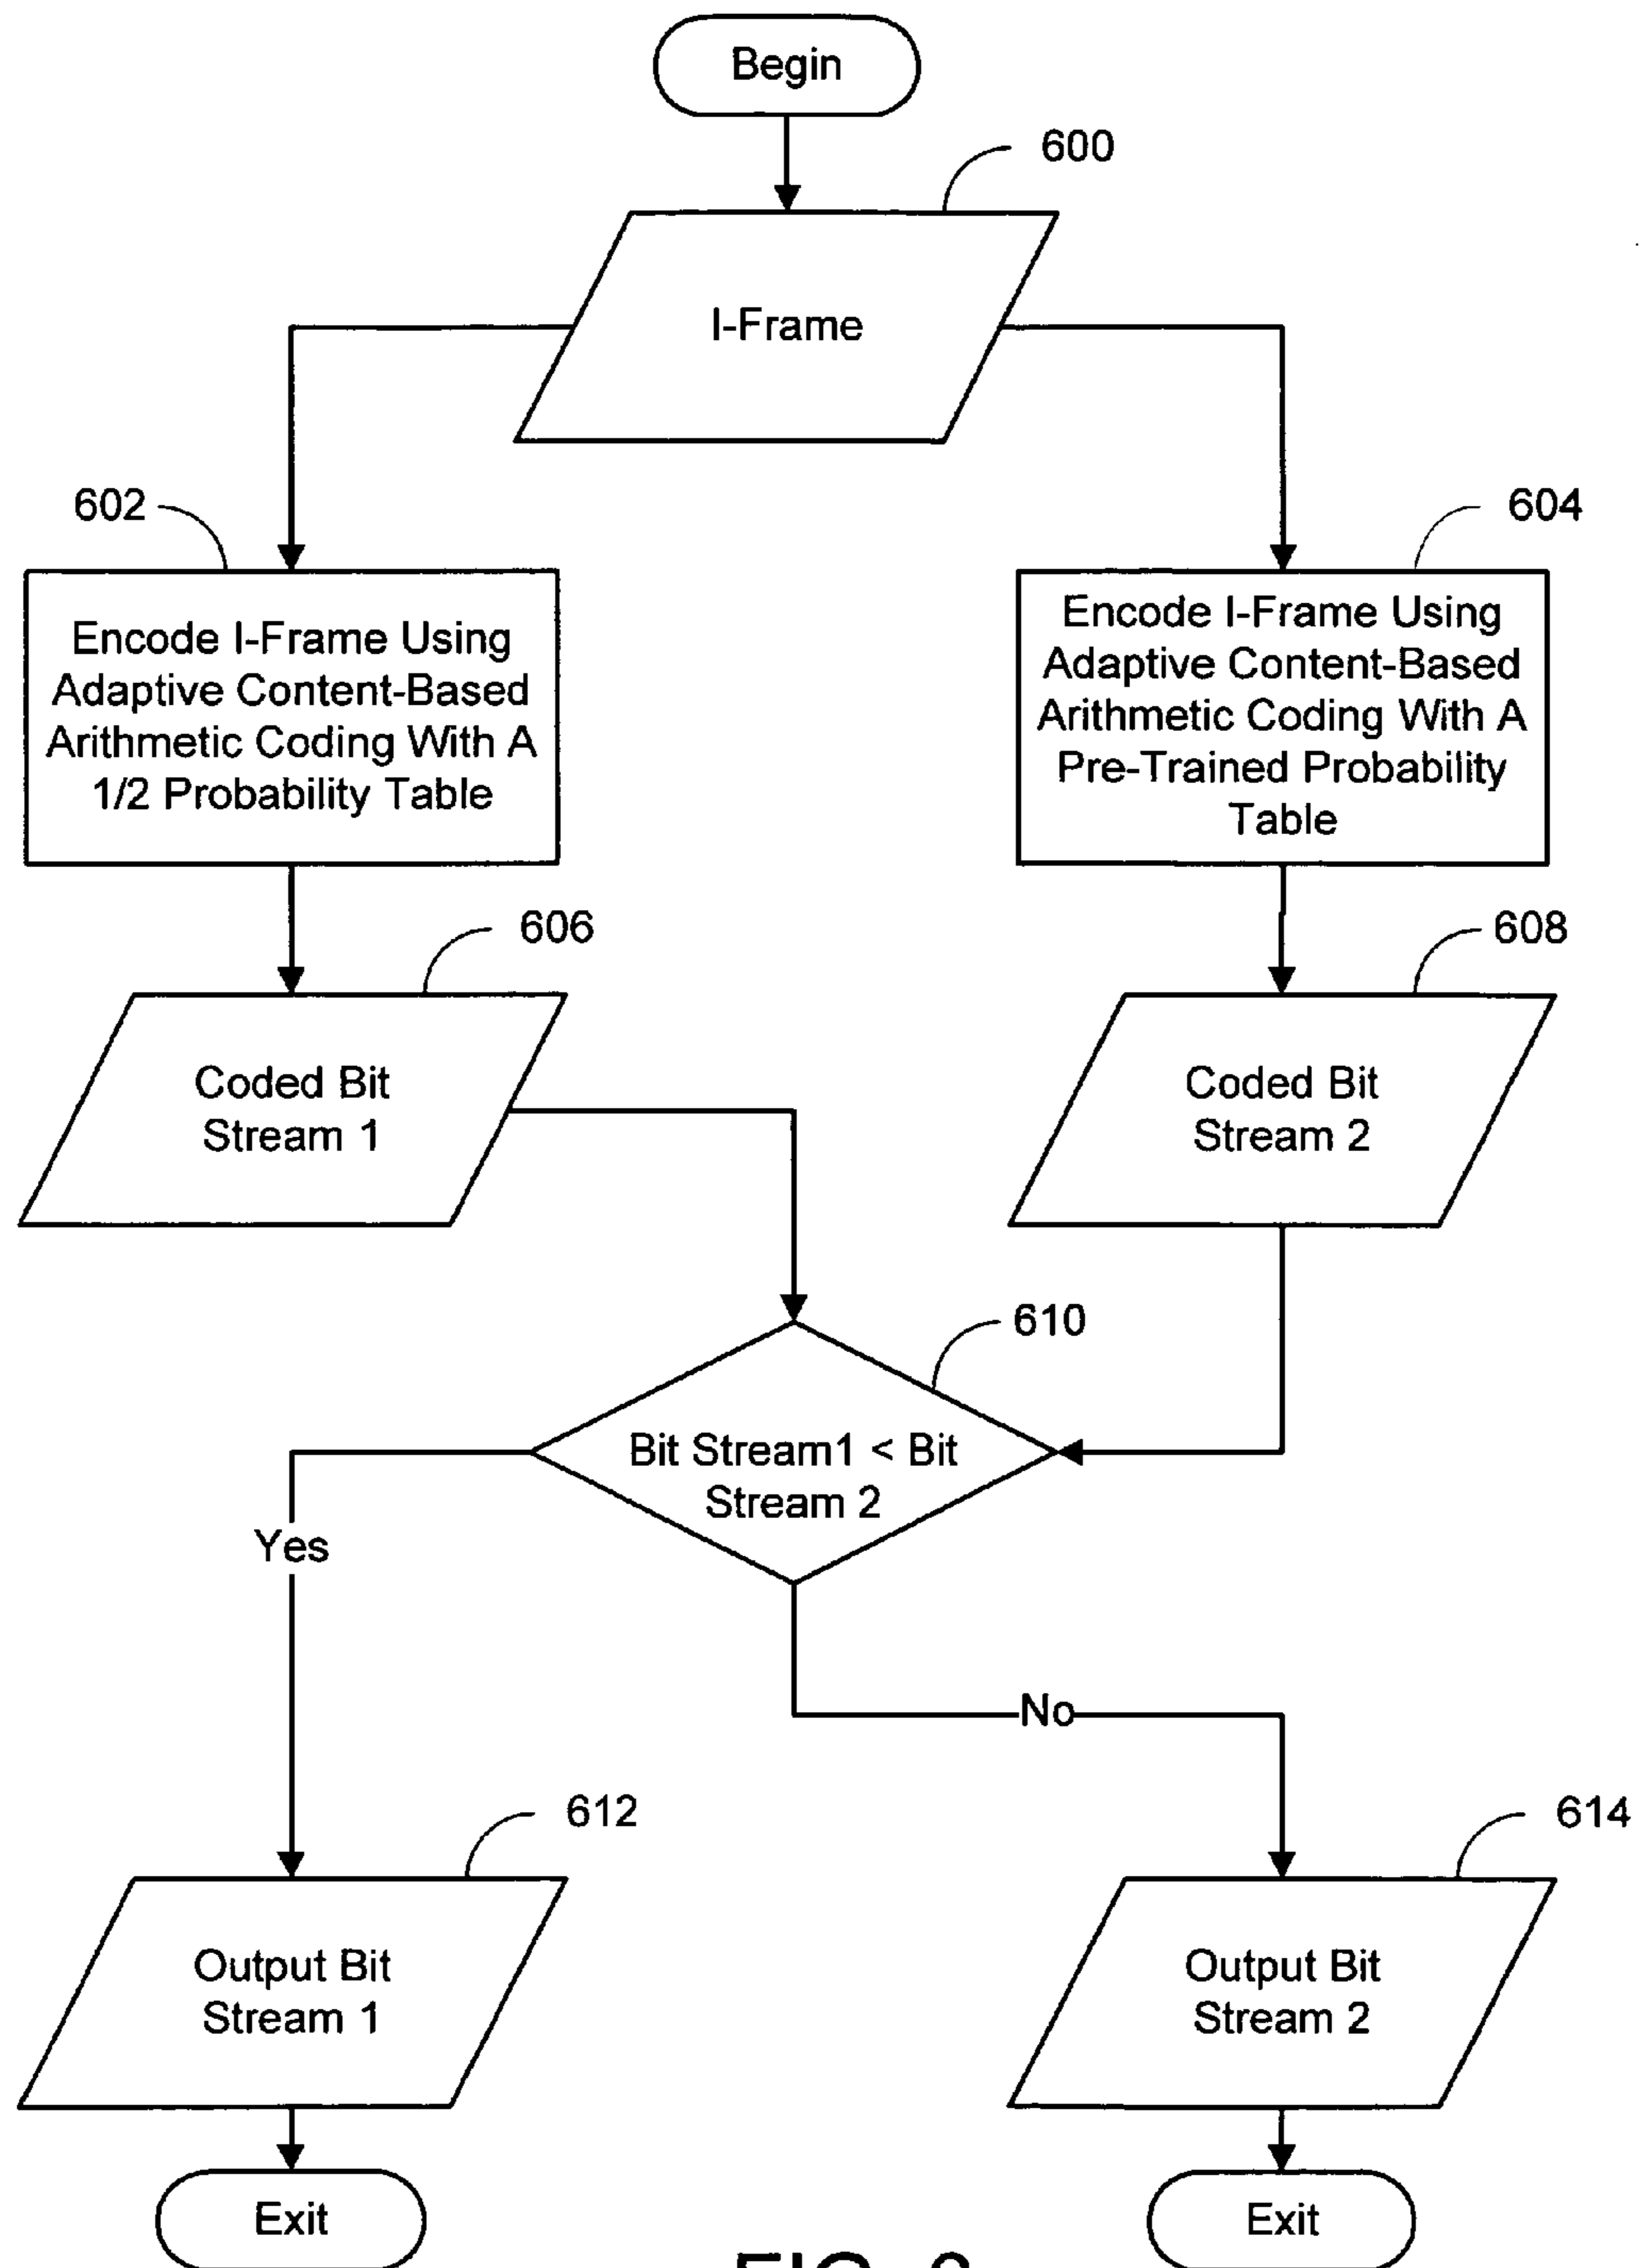 Begin
600
I-Frame
602
604
Encode I-Frame Using
Adaptive Content-Based
Arithmetic Coding With A
1/2 Probability Table
Encode I-Frame Using
Adaptive Content-Based
Arithmetic Coding With A
Pre-Trained Probability
Table
606
608
Coded Bit
Stream 1
Coded Bit
Stream 2
610
Bit Stream1 < Bit
Stream 2
Yes
No
612
614
Output Bit
Stream 1
Output Bit
Stream 2
Exit
Exit
FIG.